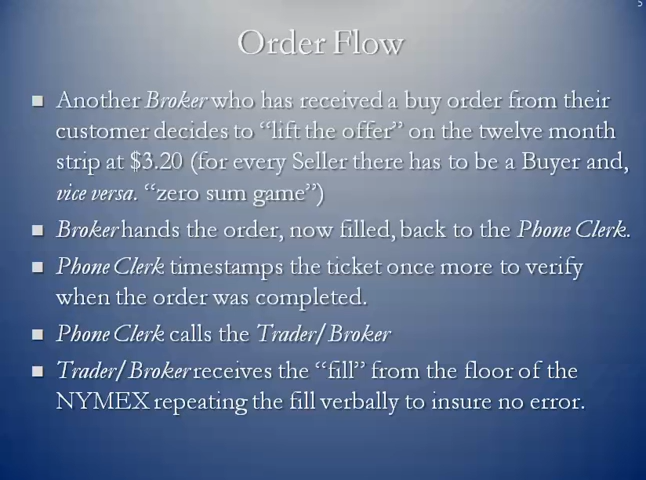 5
Order Flow
Another Broker who has received a buy order from their
customer decides to “lift the offer” on the twelve month
strip at $3.20 (for every Seller there has to be a Buyer and,
vice versa. “zero sum game”)
Broker hands the order, now filled, back to the Phone Clerk.
Phone Clerk timestamps the ticket once more to verify
when the order was completed.
Phone Clerk calls the Trader/Broker
Trader/Broker receives the “fill” from the floor of the
NYMEX repeating the fill verbally to insure no error.